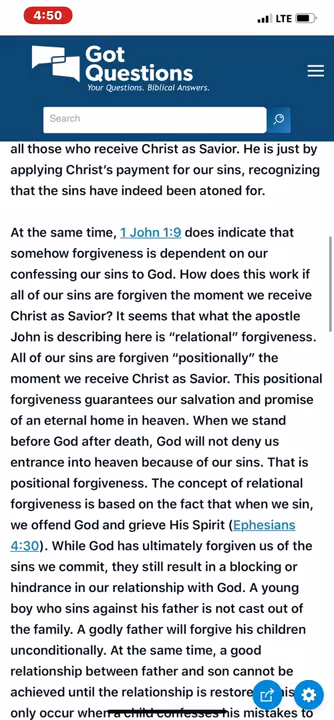 4:50
LTE
Got
Questions
Your Questions. Biblical Answers.
Search
all those who receive Christ as Savior. He is just by
applying Christ’s payment for our sins, recognizing
that the sins have indeed been atoned for.
At the same time, 1 John 1:9 does indicate that
somehow forgiveness is dependent on our
confessing our sins to God. How does this work if
all of our sins are forgiven the moment we receive
Christ as Savior? It seems that what the apostle
John is describing here is “relational” forgiveness.
All of our sins are forgiven “positionally” the
moment we receive Christ as Savior. This positional
forgiveness guarantees our salvation and promise
of an eternal home in heaven. When we stand
before God after death, God will not deny us
entrance into heaven because of our sins. That is
positional forgiveness. The concept of relational
forgiveness is based on the fact that when we sin,
we offend God and grieve His Spirit (Ephesians
4:30). While God has ultimately forgiven us of the
sins we commit, they still result in a blocking or
hindrance in our relationship with God. A young
boy who sins against his father is not cast out of
the family. A godly father will forgive his children
unconditionally. At the same time, a good
relationship between father and son cannot be
achieved until the relationship is restored.
only occur when a child confesses his mistakes to